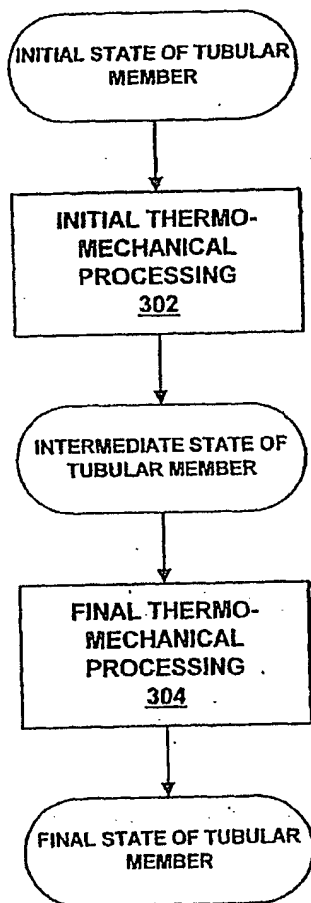 INITIAL STATE OF TUBULAR
MEMBER
INITIAL THERMO-
MECHANICAL
PROCESSING
302
INTERMEDIATE STATE OF
TUBULAR MEMBER
FINAL THERMO-
MECHANICAL
PROCESSING
304
FINAL STATE OF TUBULAR
MEMBER